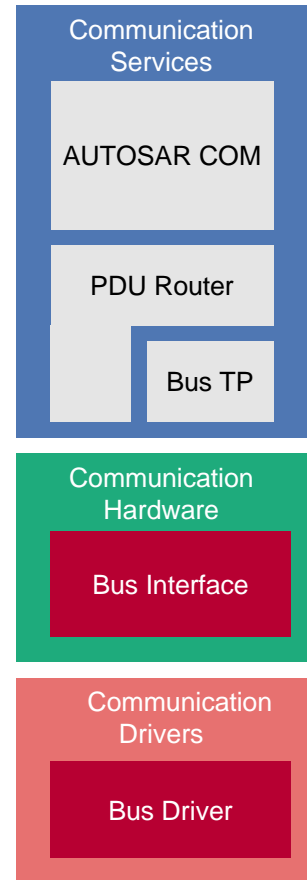 Communication
Services
AUTOSAR COM
PDU Router
Bus TP
Communication
Hardware
Bus Interface
Communication
Drivers
Bus Driver